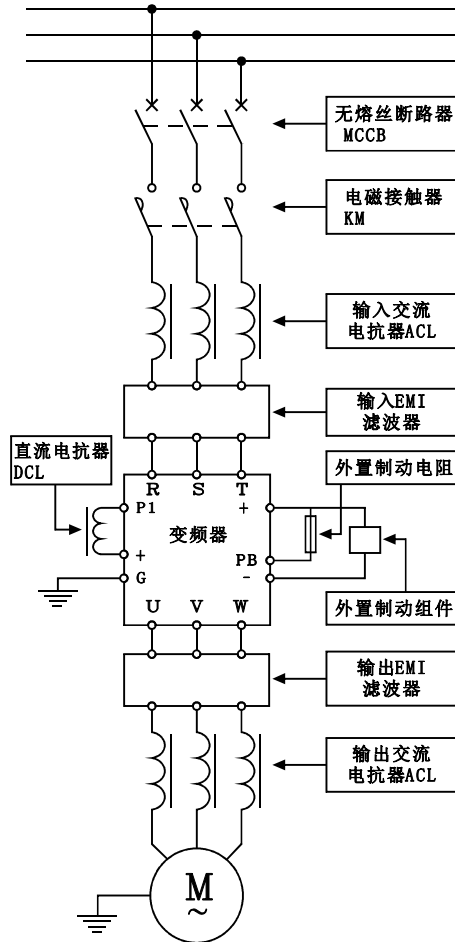 无熔丝断路器
MCCB
电磁接触器
KM
输入交流
电抗器ACL
输入EMI
滤波器
直流电抗器
DCL
外置制动电阻
R S T
P1 +
变频器
+ PB
G -
U V W
外置制动组件
输出EMI
滤波器
输出交流
电抗器ACL
M
~